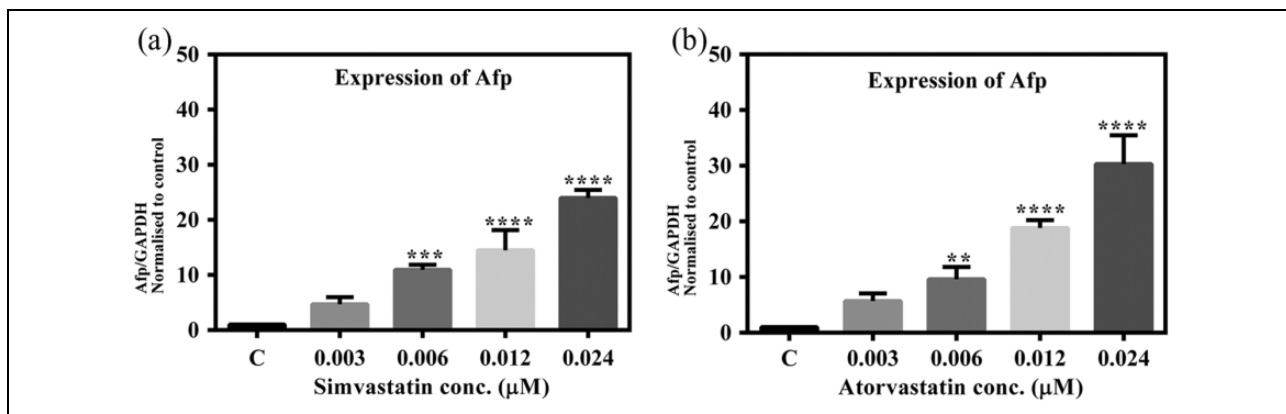 (a)
50
40
30
20
10
0
Afp/GAPDH
Normalised to control
Expression of Afp
***
****
****
C 0.003 0.006 0.012 0.024
Simvastatin conc. (μM)
(b)
50
40
30
20
10
0
Afp/GAPDH
Normalised to control
Expression of Afp
**
****
****
C 0.003 0.006 0.012 0.024
Atorvastatin conc. (μM)